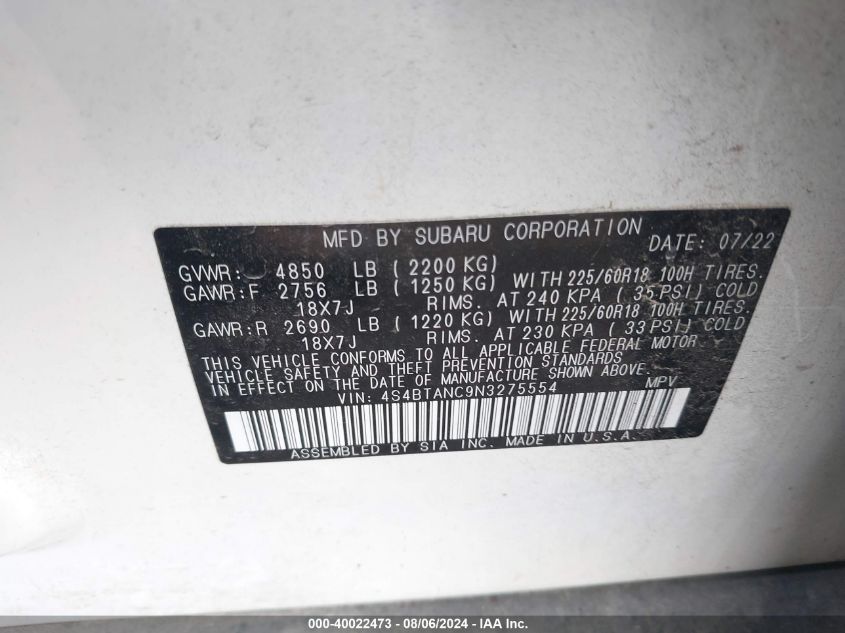 MFD BY SUBARU CORPORATION DATE: 07/22
GVWR: 4850 LB (2200 KG)
GAWR:F 2756 LB (1250 KG) WITH 225/60R18 100H TIRES.
18X7J RIMS. AT 240 KPA (35 PSI) COLD
GAWR:R 2690 LB (1220 KG) WITH 225/60R18 100H TIRES.
18X7J RIMS. AT 230 KPA (33 PSI) COLD
THIS VEHICLE CONFORMS TO ALL APPLICABLE FEDERAL MOTOR
VEHICLE SAFETY AND THEFT PREVENTION STANDARDS
IN EFFECT ON THE DATE OF MANUFACTURE SHOWN ABOVE.
VIN: 4S4BTANC9N3275554 MPV
ASSEMBLED BY SIA INC. MADE IN U.S.A.
000-40022473 - 08/06/2024 - IAA Inc.